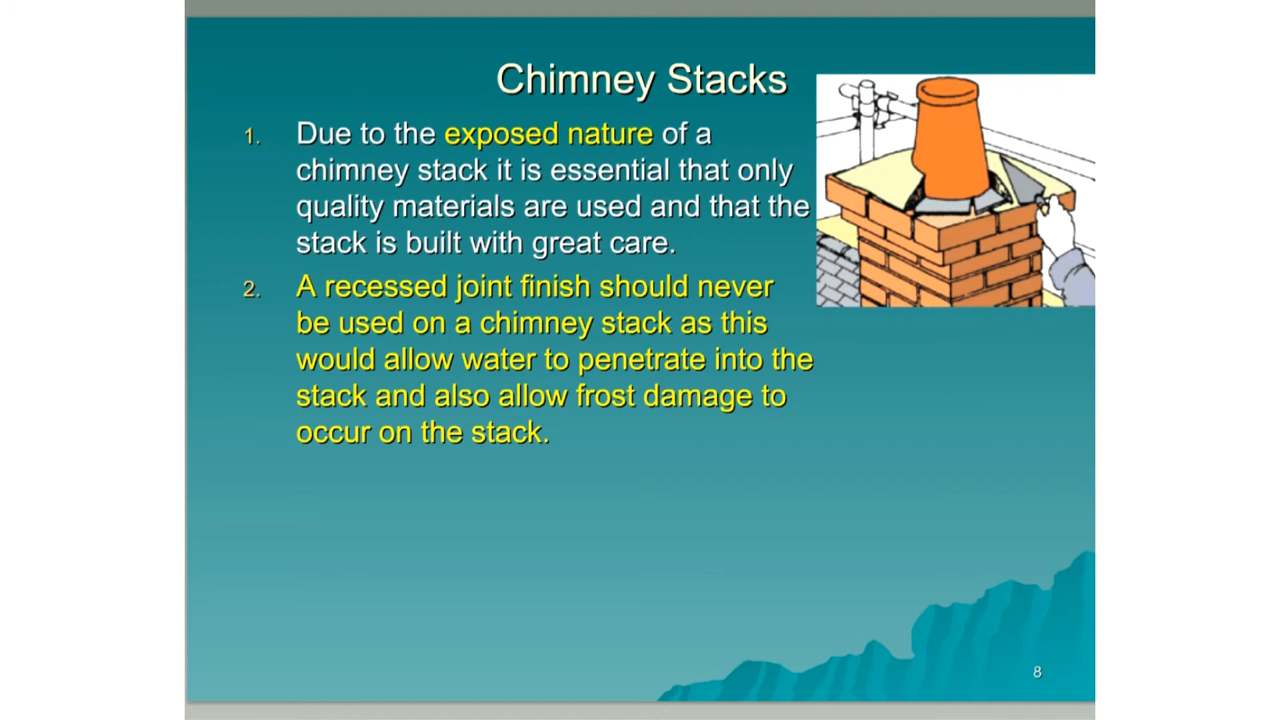 Chimney Stacks
1. Due to the exposed nature of a
chimney stack it is essential that only
quality materials are used and that the
stack is built with great care.
2. A recessed joint finish should never
be used on a chimney stack as this
would allow water to penetrate into the
stack and also allow frost damage to
occur on the stack.
8